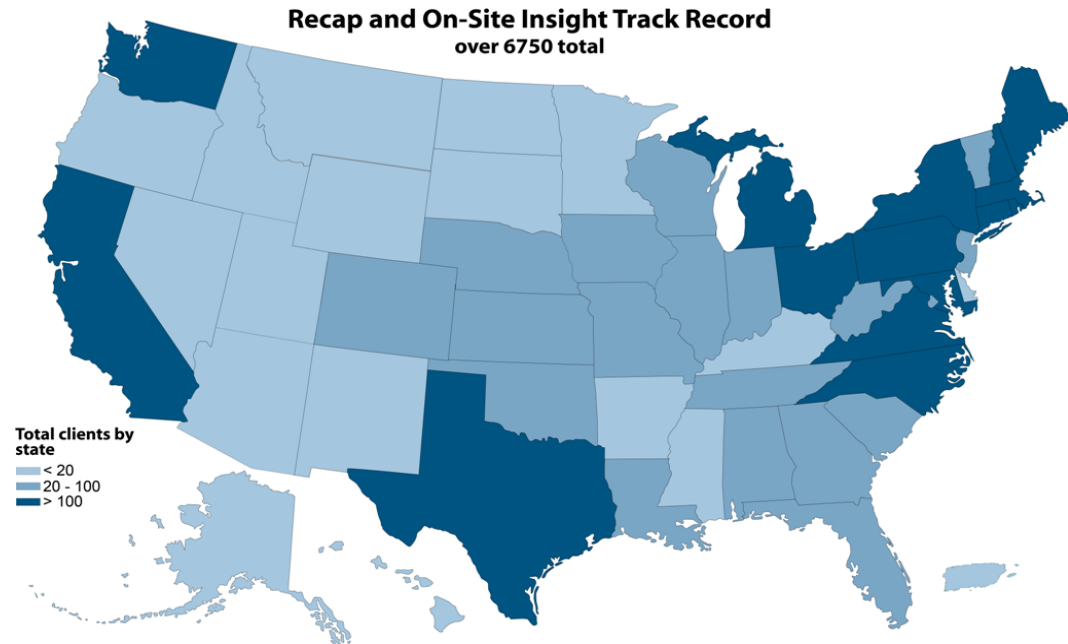 Recap and On-Site Insight Track Record
over 6750 total
Total clients by
state
< 20
20 - 100
> 100